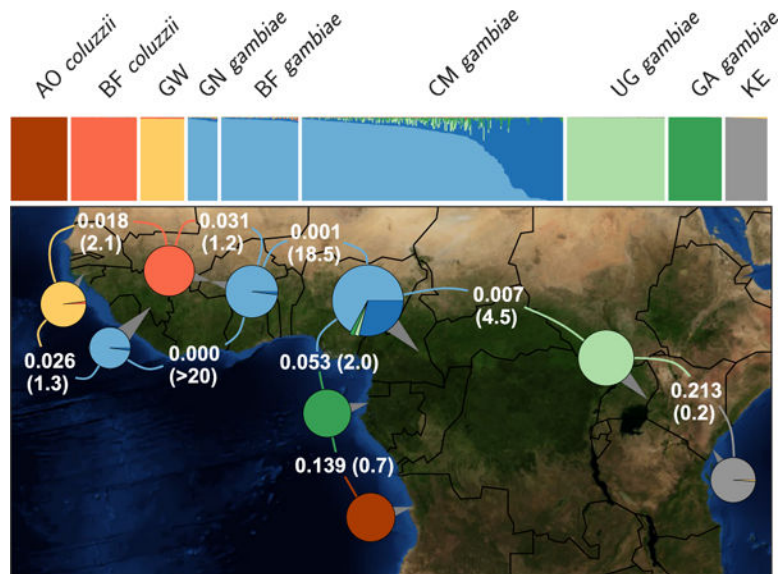 AO coluzzii
BF coluzzii
GW
GN gambiae
BF gambiae
CM gambiae
UG gambiae
GA gambiae
KE
0.018
(2.1)
0.031
(1.2)
0.001
(18.5)
0.007
(4.5)
0.026
(1.3)
0.000
(>20)
0.053 (2.0)
0.213
(0.2)
0.139 (0.7)